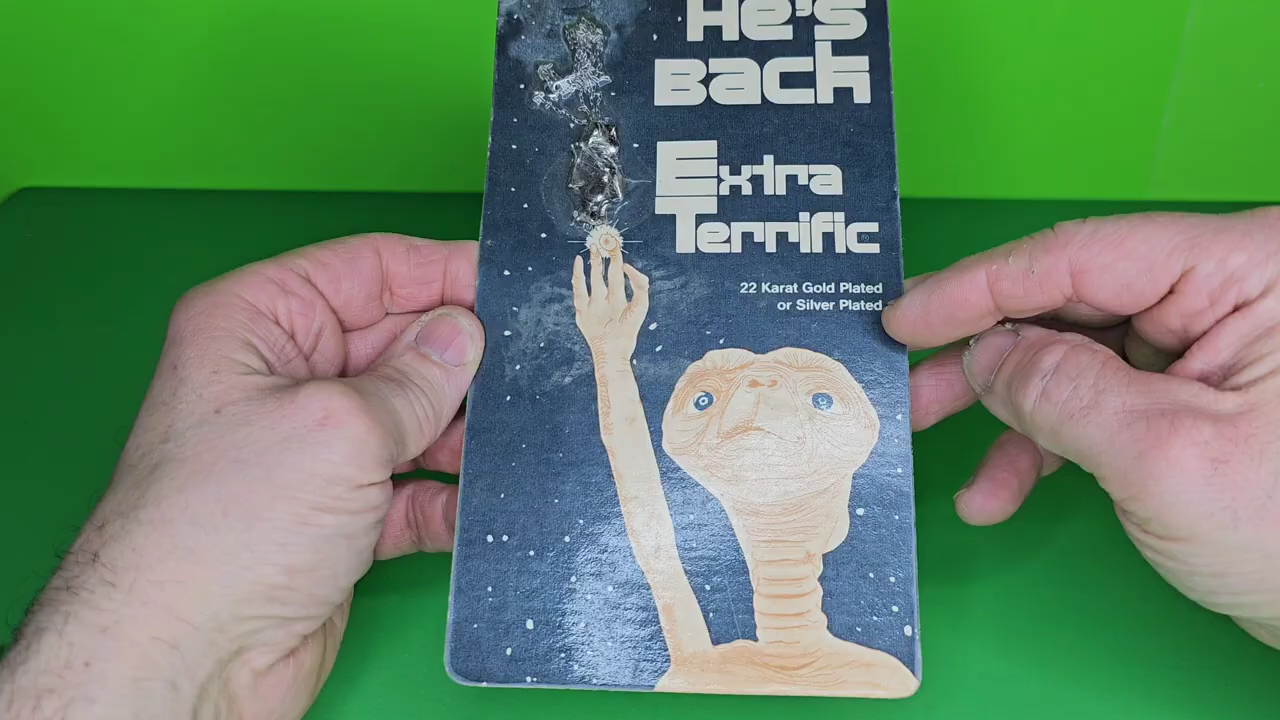 He's
Back
Extra
Terrific
22 Karat Gold Plated
or Silver Plated